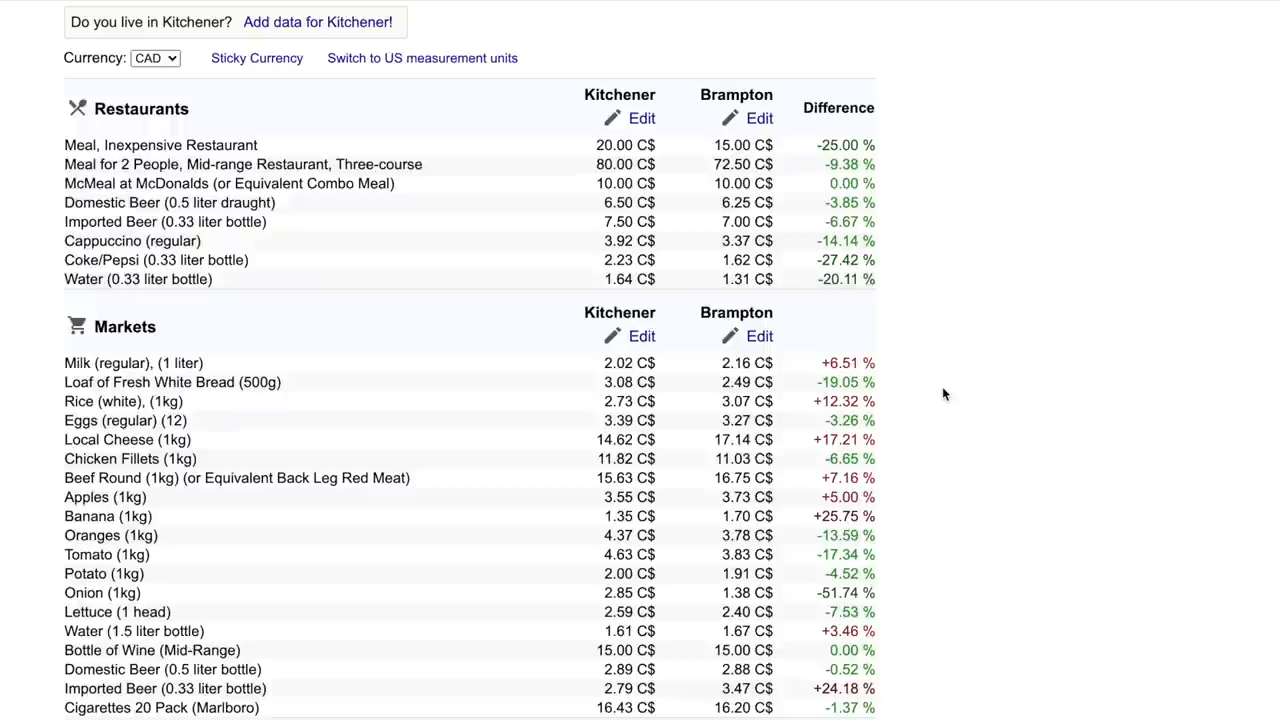 Do you live in Kitchener? Add data for Kitchener!
Currency: CAD Sticky Currency Switch to US measurement units
Restaurants Kitchener Edit Brampton Edit Difference
Meal, Inexpensive Restaurant 20.00 C$ 15.00 C$ -25.00 %
Meal for 2 People, Mid-range Restaurant, Three-course 80.00 C$ 72.50 C$ -9.38 %
McMeal at McDonalds (or Equivalent Combo Meal) 10.00 C$ 10.00 C$ 0.00 %
Domestic Beer (0.5 liter draught) 6.50 C$ 6.25 C$ -3.85 %
Imported Beer (0.33 liter bottle) 7.50 C$ 7.00 C$ -6.67 %
Cappuccino (regular) 3.92 C$ 3.37 C$ -14.14 %
Coke/Pepsi (0.33 liter bottle) 2.23 C$ 1.62 C$ -27.42 %
Water (0.33 liter bottle) 1.64 C$ 1.31 C$ -20.11 %
Markets Kitchener Edit Brampton Edit
Milk (regular), (1 liter) 2.02 C$ 2.16 C$ +6.51 %
Loaf of Fresh White Bread (500g) 3.08 C$ 2.49 C$ -19.05 %
Rice (white), (1kg) 2.73 C$ 3.07 C$ +12.32 %
Eggs (regular) (12) 3.39 C$ 3.27 C$ -3.26 %
Local Cheese (1kg) 14.62 C$ 17.14 C$ +17.21 %
Chicken Fillets (1kg) 11.82 C$ 11.03 C$ -6.65 %
Beef Round (1kg) (or Equivalent Back Leg Red Meat) 15.63 C$ 16.75 C$ +7.16 %
Apples (1kg) 3.55 C$ 3.73 C$ +5.00 %
Banana (1kg) 1.35 C$ 1.70 C$ +25.75 %
Oranges (1kg) 4.37 C$ 3.78 C$ -13.59 %
Tomato (1kg) 4.63 C$ 3.83 C$ -17.34 %
Potato (1kg) 2.00 C$ 1.91 C$ -4.52 %
Onion (1kg) 2.85 C$ 1.38 C$ -51.74 %
Lettuce (1 head) 2.59 C$ 2.40 C$ -7.53 %
Water (1.5 liter bottle) 1.61 C$ 1.67 C$ +3.46 %
Bottle of Wine (Mid-Range) 15.00 C$ 15.00 C$ 0.00 %
Domestic Beer (0.5 liter bottle) 2.89 C$ 2.88 C$ -0.52 %
Imported Beer (0.33 liter bottle) 2.79 C$ 3.47 C$ +24.18 %
Cigarettes 20 Pack (Marlboro) 16.43 C$ 16.20 C$ -1.37 %